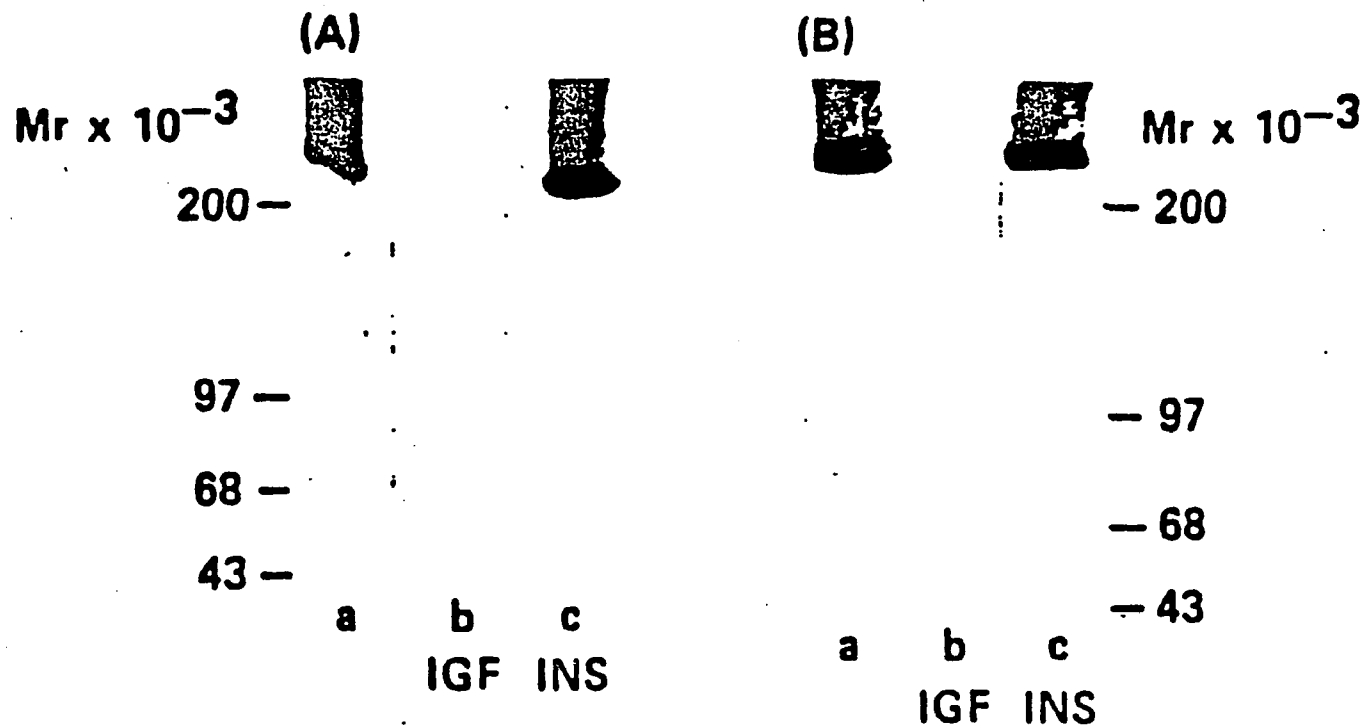 (A) (B)
Mr x 10⁻³ Mr x 10⁻³
200— — 200
97 — — 97
68 — — 68
43 — — 43
a b c
IGF INS
a b c
IGF INS